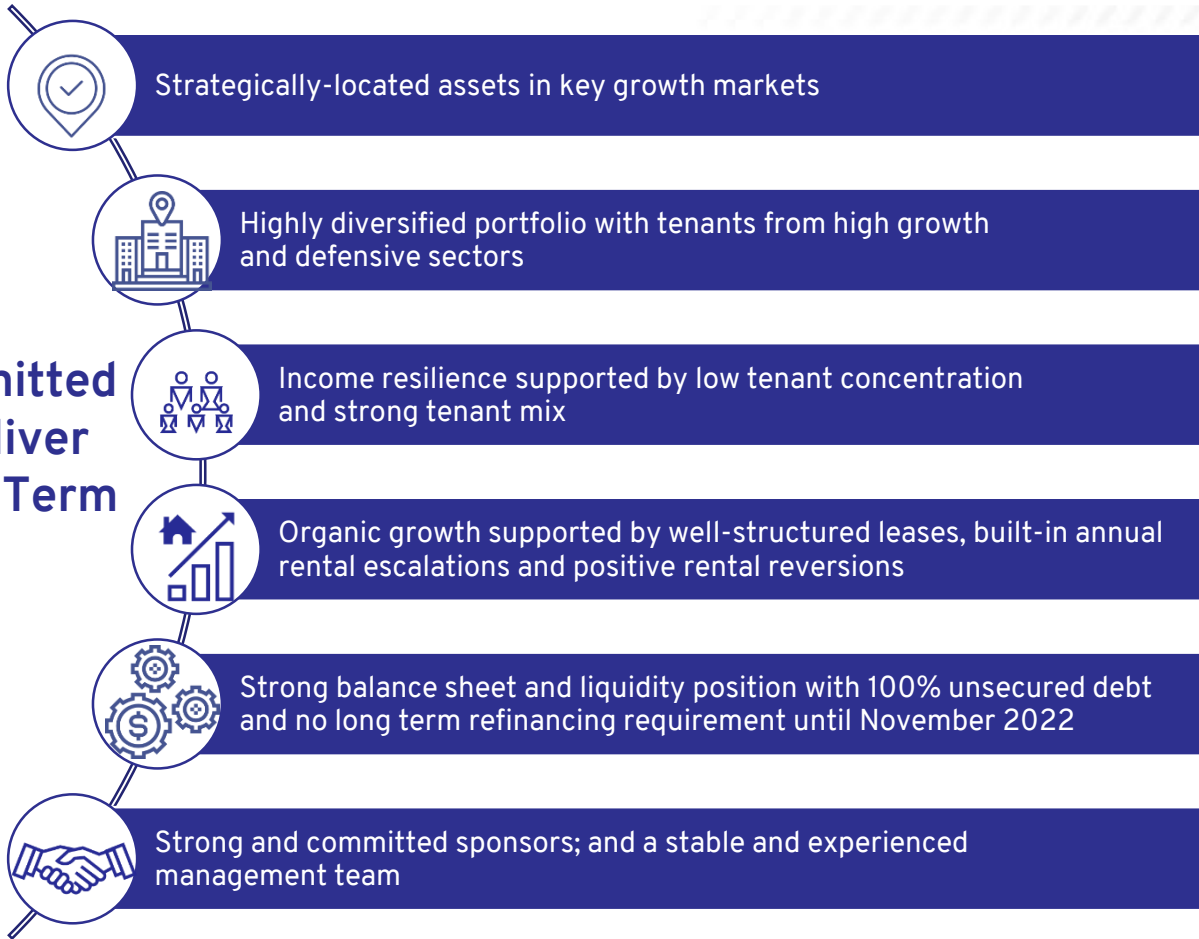 Strategically-located assets in key growth markets
Highly diversified portfolio with tenants from high growth
and defensive sectors
Income resilience supported by low tenant concentration
and strong tenant mix
Term
Organic growth supported by well-structured leases, built-in annual
rental escalations and positive rental reversions
$
Strong balance sheet and liquidity position with 100% unsecured debt
and no long term refinancing requirement until November 2022
Strong and committed sponsors; and a stable and experienced
management team